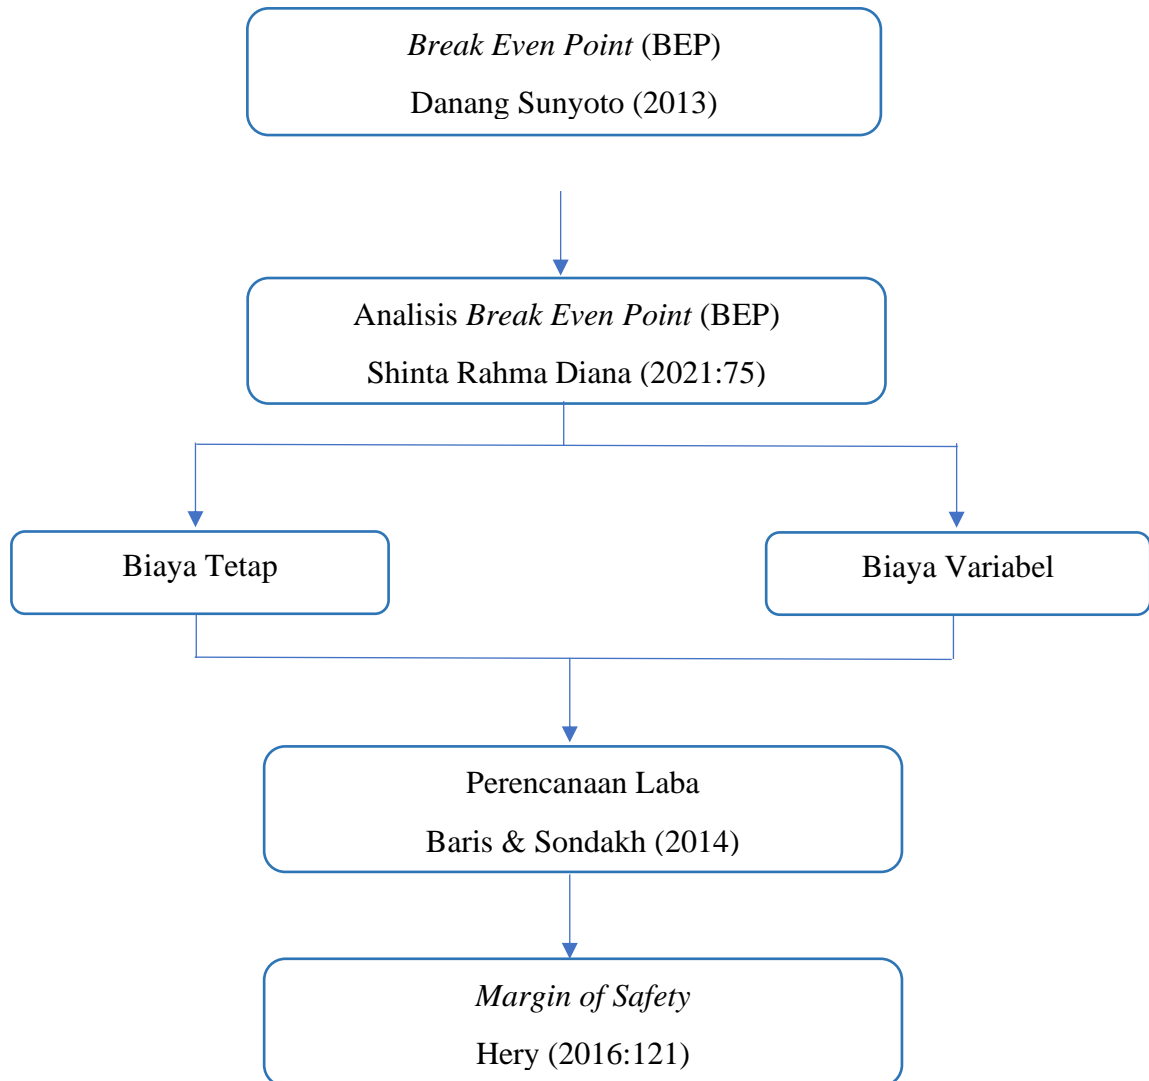 Break Even Point (BEP)
Danang Sunyoto (2013)
Analisis Break Even Point (BEP)
Shinta Rahma Diana (2021:75)
Biaya Tetap
Biaya Variabel
Perencanaan Laba
Baris & Sondakh (2014)
Margin of Safety
Hery (2016:121)